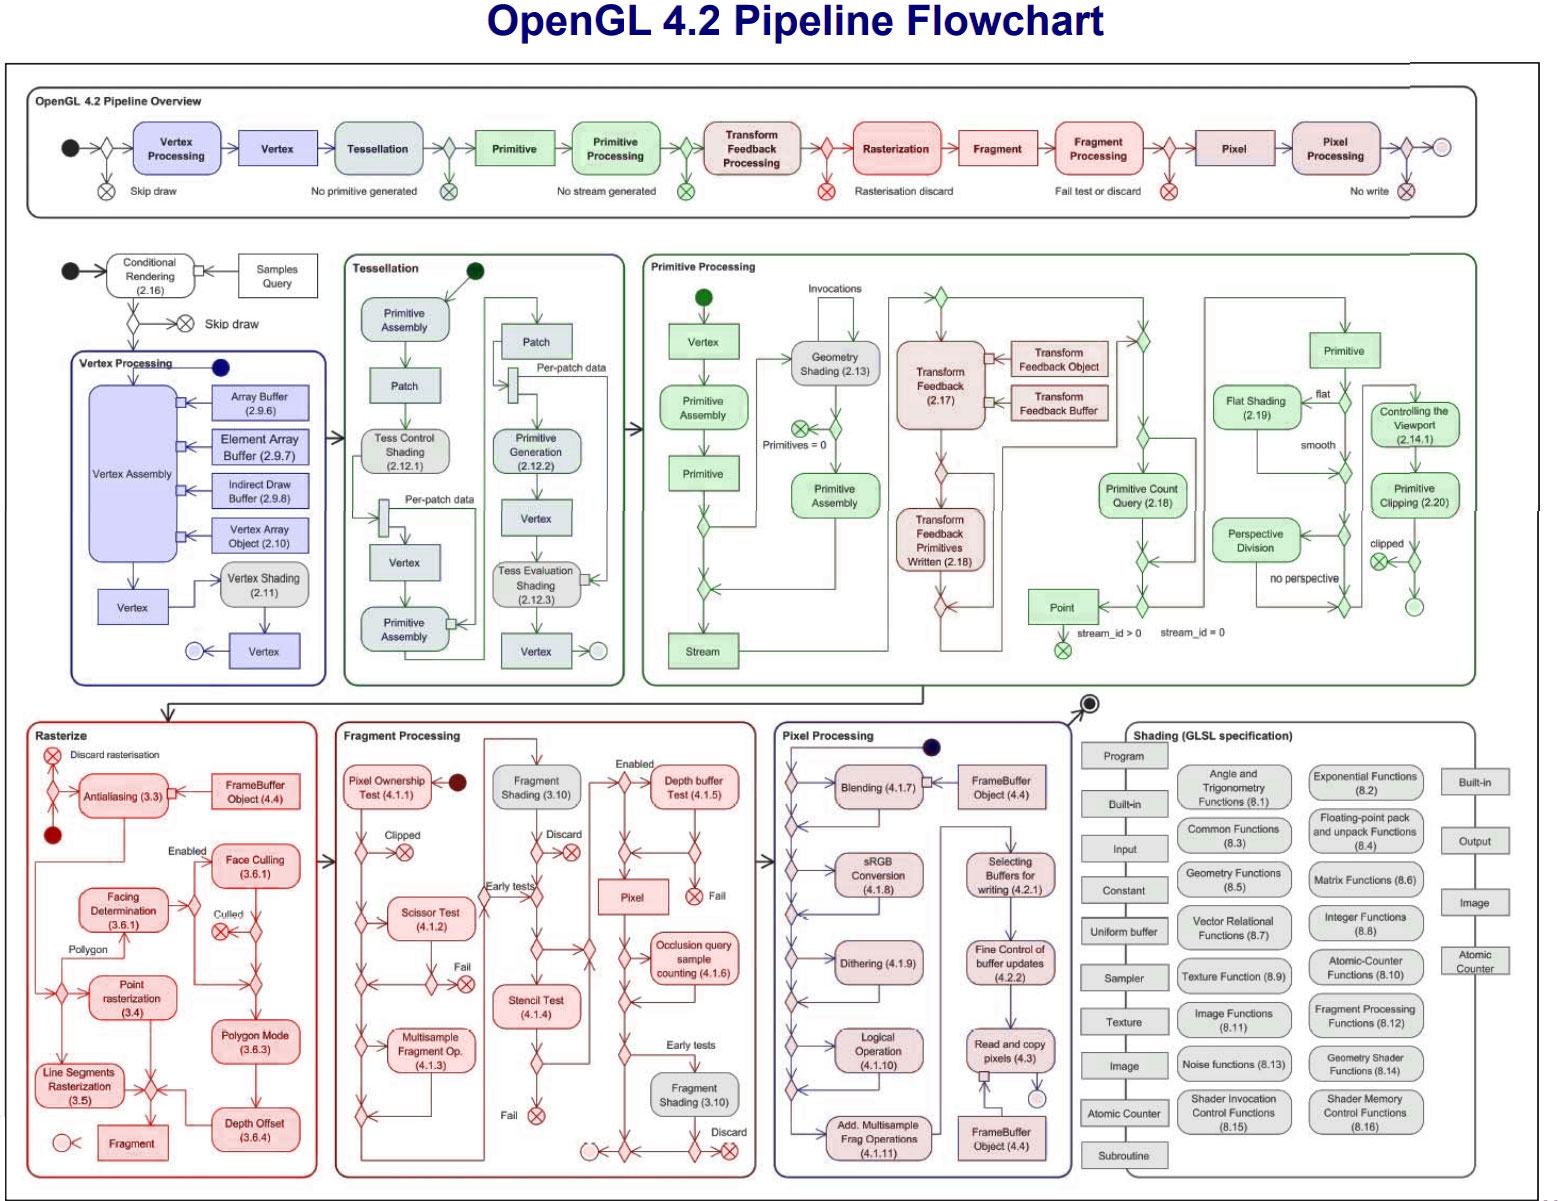 OpenGL 4.2 Pipeline Flowchart
OpenGL 4.2 Pipeline Overview
Vertex
Processing
Vertex
Tessellation
Primitive
Primitive
Processing
Transform
Feedback
Processing
Rasterization
Fragment
Fragment
Processing
Pixel
Pixel
Processing
Skip draw
No primitive generated
No stream generated
Rasterisation discard
Fail test or discard
No write
Conditional
Rendering
(2.16)
Samples
Query
Skip draw
Vertex Processing
Vertex Assembly
Array Buffer
(2.9.6)
Element Array
Buffer (2.9.7)
Indirect Draw
Buffer (2.9.8)
Vertex Array
Object (2.10)
Vertex
Vertex Shading
(2.11)
Vertex
Tessellation
Primitive
Assembly
Patch
Tess Control
Shading
(2.12.1)
Per-patch data
Vertex
Primitive
Assembly
Patch
Per-patch data
Primitive
Generation
(2.12.2)
Vertex
Tess Evaluation
Shading
(2.12.3)
Vertex
Primitive Processing
Vertex
Primitive
Assembly
Primitive
Stream
Invocations
Geometry
Shading (2.13)
Primitives = 0
Primitive
Assembly
Transform
Feedback
(2.17)
Transform
Feedback Object
Transform
Feedback Buffer
Transform
Feedback
Primitives
Written (2.18)
Primitive Count
Query (2.18)
Point
stream_id > 0
stream_id = 0
Primitive
Flat Shading
(2.19)
flat
smooth
Perspective
Division
no perspective
Controlling the
Viewport
(2.14.1)
Primitive
Clipping (2.20)
clipped
Rasterize
Discard rasterisation
Antialiasing (3.3)
FrameBuffer
Object (4.4)
Enabled
Face Culling
(3.6.1)
Facing
Determination
(3.6.1)
Culled
Polygon
Point
rasterization
(3.4)
Polygon Mode
(3.6.3)
Line Segments
Rasterization
(3.5)
Depth Offset
(3.6.4)
Fragment
Fragment Processing
Pixel Ownership
Test (4.1.1)
Clipped
Scissor Test
(4.1.2)
Fail
Multisample
Fragment Op.
(4.1.3)
Fragment
Shading (3.10)
Discard
Early tests
Stencil Test
(4.1.4)
Fail
Enabled
Depth buffer
Test (4.1.5)
Fail
Pixel
Occlusion query
sample
counting (4.1.6)
Early tests
Fragment
Shading (3.10)
Discard
Pixel Processing
Blending (4.1.7)
FrameBuffer
Object (4.4)
sRGB
Conversion
(4.1.8)
Dithering (4.1.9)
Logical
Operation
(4.1.10)
Add. Multisample
Frag Operations
(4.1.11)
Selecting
Buffers for
writing (4.2.1)
Fine Control of
buffer updates
(4.2.2)
Read and copy
pixels (4.3)
FrameBuffer
Object (4.4)
Shading (GLSL specification)
Program
Built-in
Input
Constant
Uniform buffer
Sampler
Texture
Image
Atomic Counter
Subroutine
Angle and
Trigonometry
Functions (8.1)
Exponential Functions
(8.2)
Common Functions
(8.3)
Floating-point pack
and unpack Functions
(8.4)
Geometry Functions
(8.5)
Matrix Functions (8.6)
Vector Relational
Functions (8.7)
Integer Functions
(8.8)
Texture Function (8.9)
Atomic-Counter
Functions (8.10)
Image Functions
(8.11)
Fragment Processing
Functions (8.12)
Noise functions (8.13)
Geometry Shader
Functions (8.14)
Shader Invocation
Control Functions
(8.15)
Shader Memory
Control Functions
(8.16)
Built-in
Output
Image
Atomic
Counter